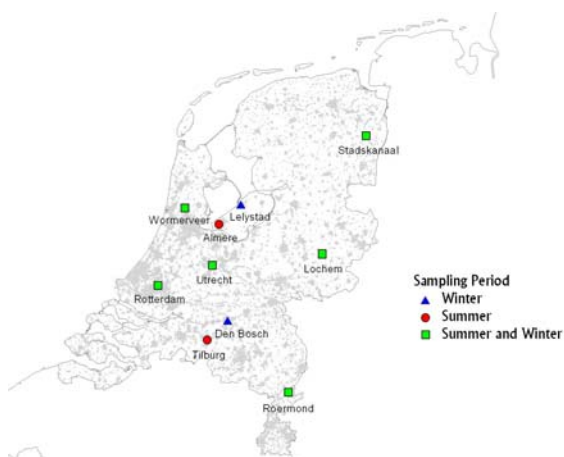 Stadskanaal
Wormerveer
Lelystad
Almere
Utrecht
Lochem
Rotterdam
Den Bosch
Tilburg
Roermond
Sampling Period
Winter
Summer
Summer and Winter